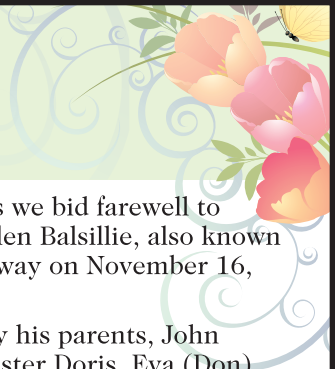 s we bid farewell to
len Balsillie, also known
way on November 16,
y his parents, John
ster Doris, Eva (Don)